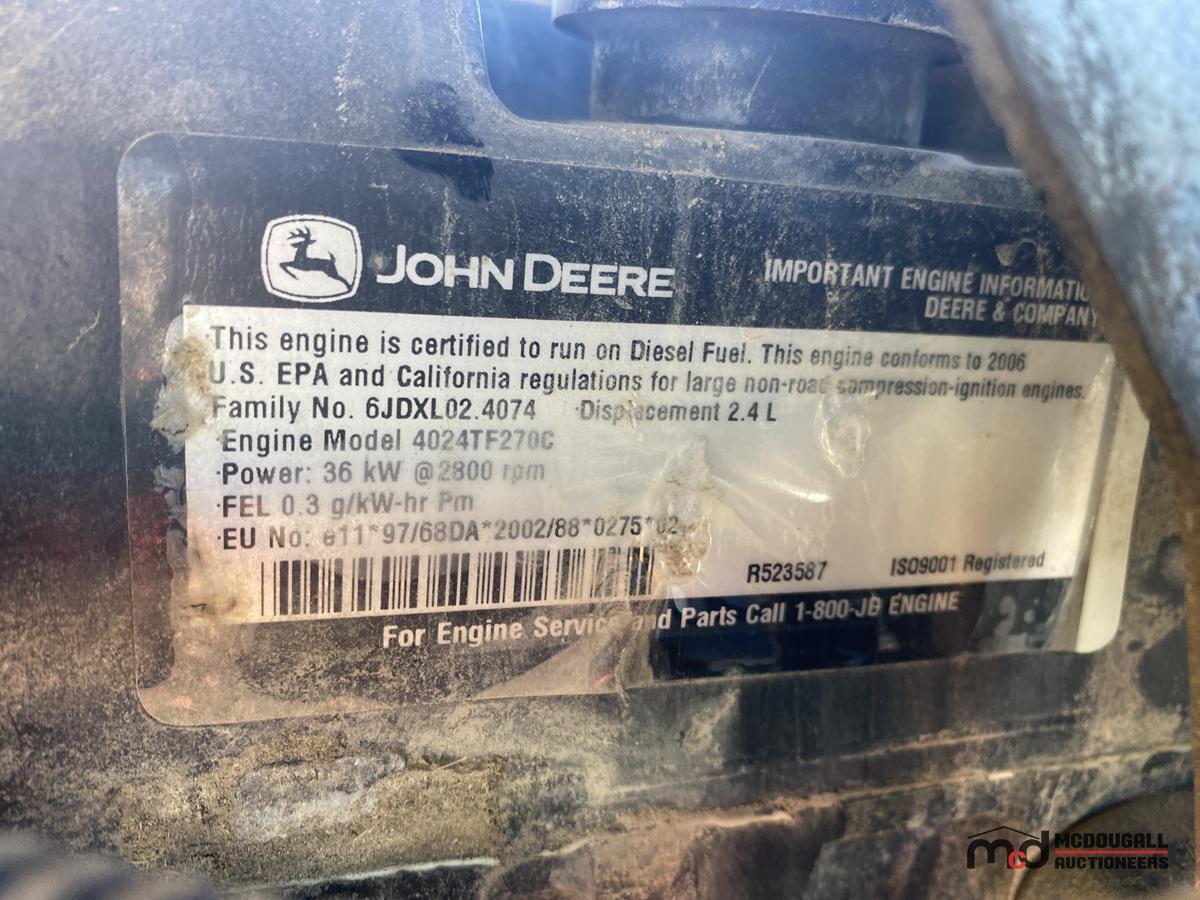 JOHN DEERE
IMPORTANT ENGINE INFORMATIO
DEERE & COMPANY
This engine is certified to run on Diesel Fuel. This engine conforms to 2006
U.S. EPA and California regulations for large non-road compression-ignition engines.
Family No. 6JDXL02.4074 ·Displacement 2.4 L
·Engine Model 4024TF270C
·Power: 36 kW @2800 rpm
·FEL 0.3 g/kW-hr Pm
·EU No: e11*97/68DA*2002/88*0275*02
R523587 ISO9001 Registered
For Engine Service and Parts Call 1-800-JD ENGINE
mcd MCDOUGALL
AUCTIONEERS